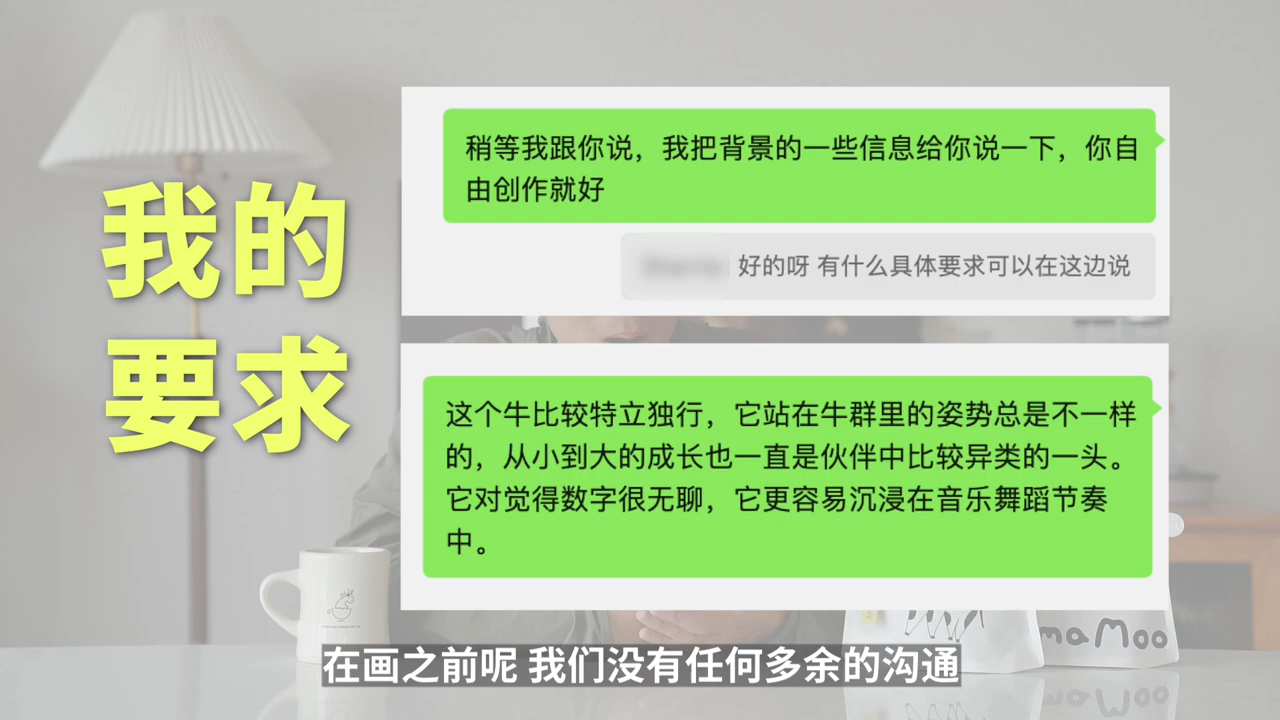 我的
要求
稍等我跟你说，我把背景的一些信息给你说一下，你自
由创作就好
好的呀 有什么具体要求可以在这边说
这个牛比较特立独行，它站在牛群里的姿势总是不一样
的，从小到大的成长也一直是伙伴中比较异类的一头。
它对觉得数字很无聊，它更容易沉浸在音乐舞蹈节奏
中。
maMoo
在画之前呢 我们没有任何多余的沟通